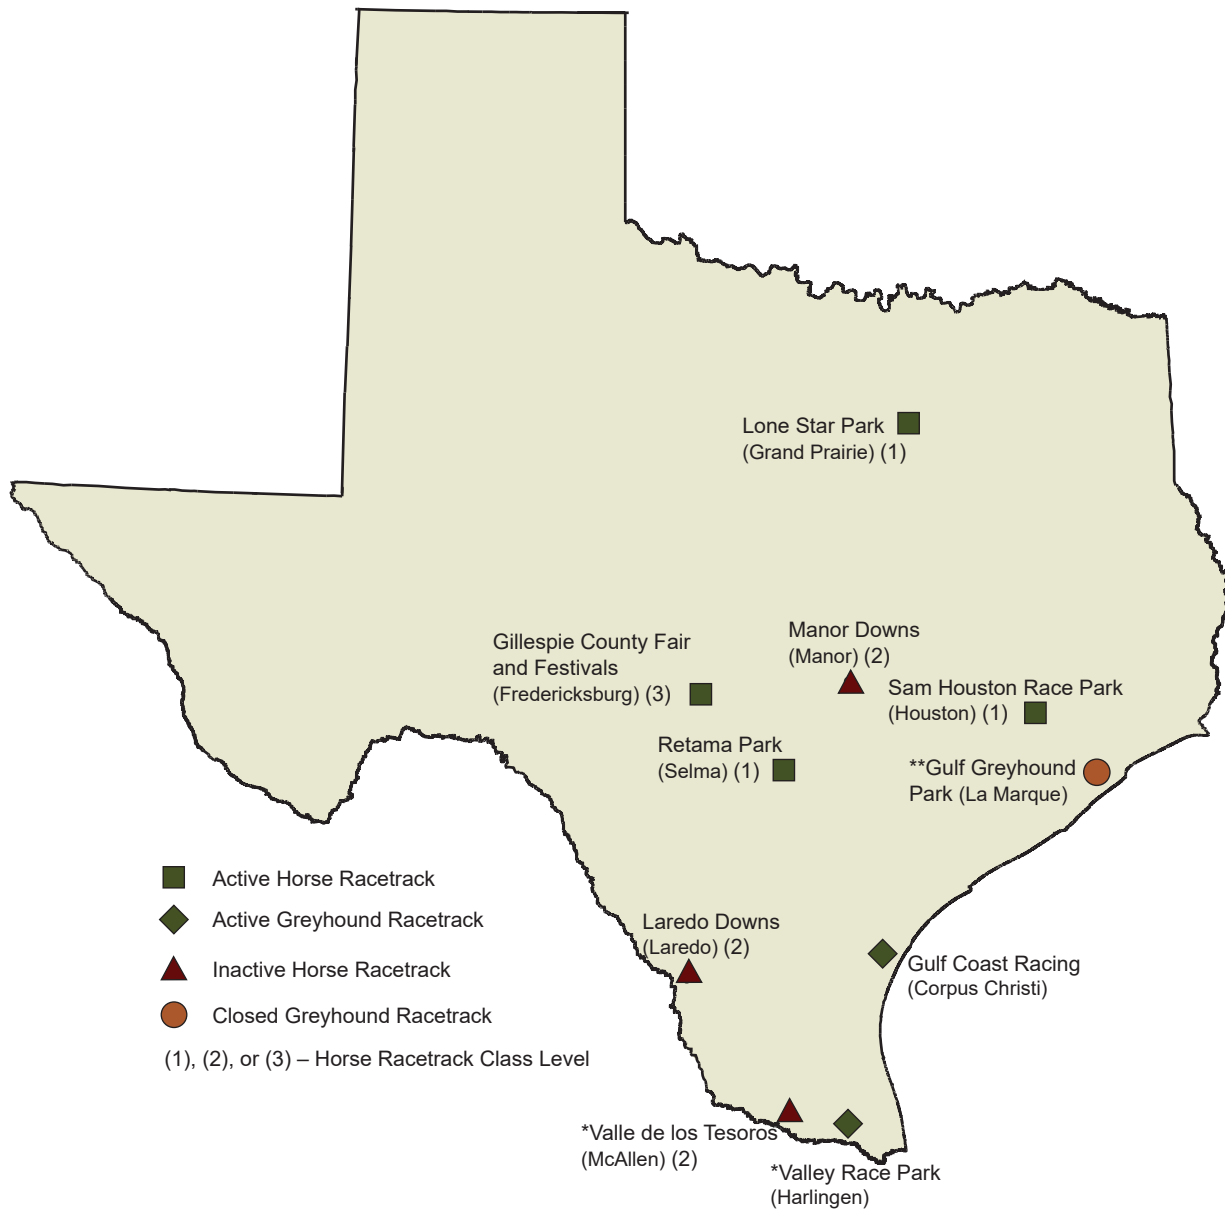 Lone Star Park
(Grand Prairie) (1)
Manor Downs
(Manor) (2)
Gillespie County Fair
and Festivals
(Fredericksburg) (3)
Sam Houston Race Park
(Houston) (1)
Retama Park
(Selma) (1)
**Gulf Greyhound
Park (La Marque)
Active Horse Racetrack
Active Greyhound Racetrack
Inactive Horse Racetrack
Closed Greyhound Racetrack
(1), (2), or (3) – Horse Racetrack Class Level
Laredo Downs
(Laredo) (2)
Gulf Coast Racing
(Corpus Christi)
*Valle de los Tesoros
(McAllen) (2)
*Valley Race Park
(Harlingen)